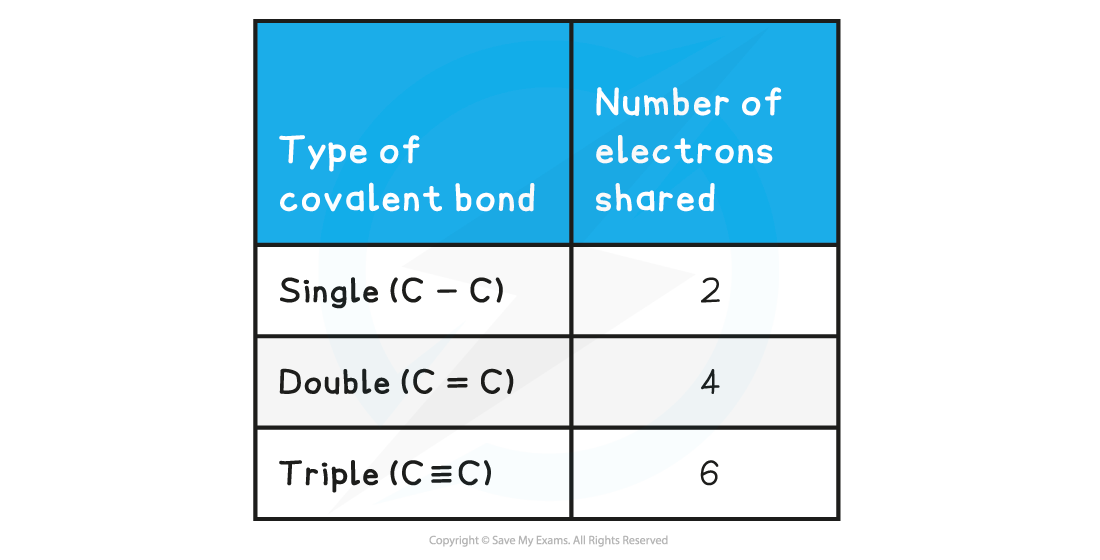 Type of
covalent bond
Number of
electrons
shared
Single (C – C)
2
Double (C = C)
4
Triple (C≡C)
6
Copyright © Save My Exams. All Rights Reserved